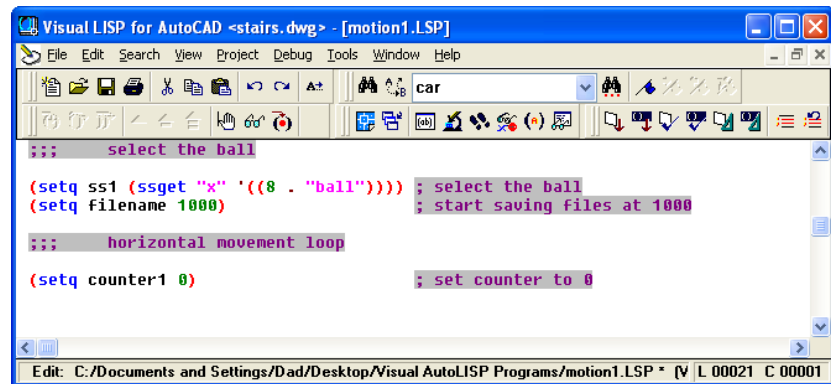 Visual LISP for AutoCAD <stairs.dwg> - [motion1.LSP]
File Edit Search View Project Debug Tools Window Help
car
;;; select the ball
(setq ss1 (ssget "x" '((8 . "ball")))) ; select the ball
(setq filename 1000) ; start saving files at 1000
;;; horizontal movement loop
(setq counter1 0) ; set counter to 0
Edit: C:/Documents and Settings/Dad/Desktop/Visual AutoLISP Programs/motion1.LSP * (V L 00021 C 00001